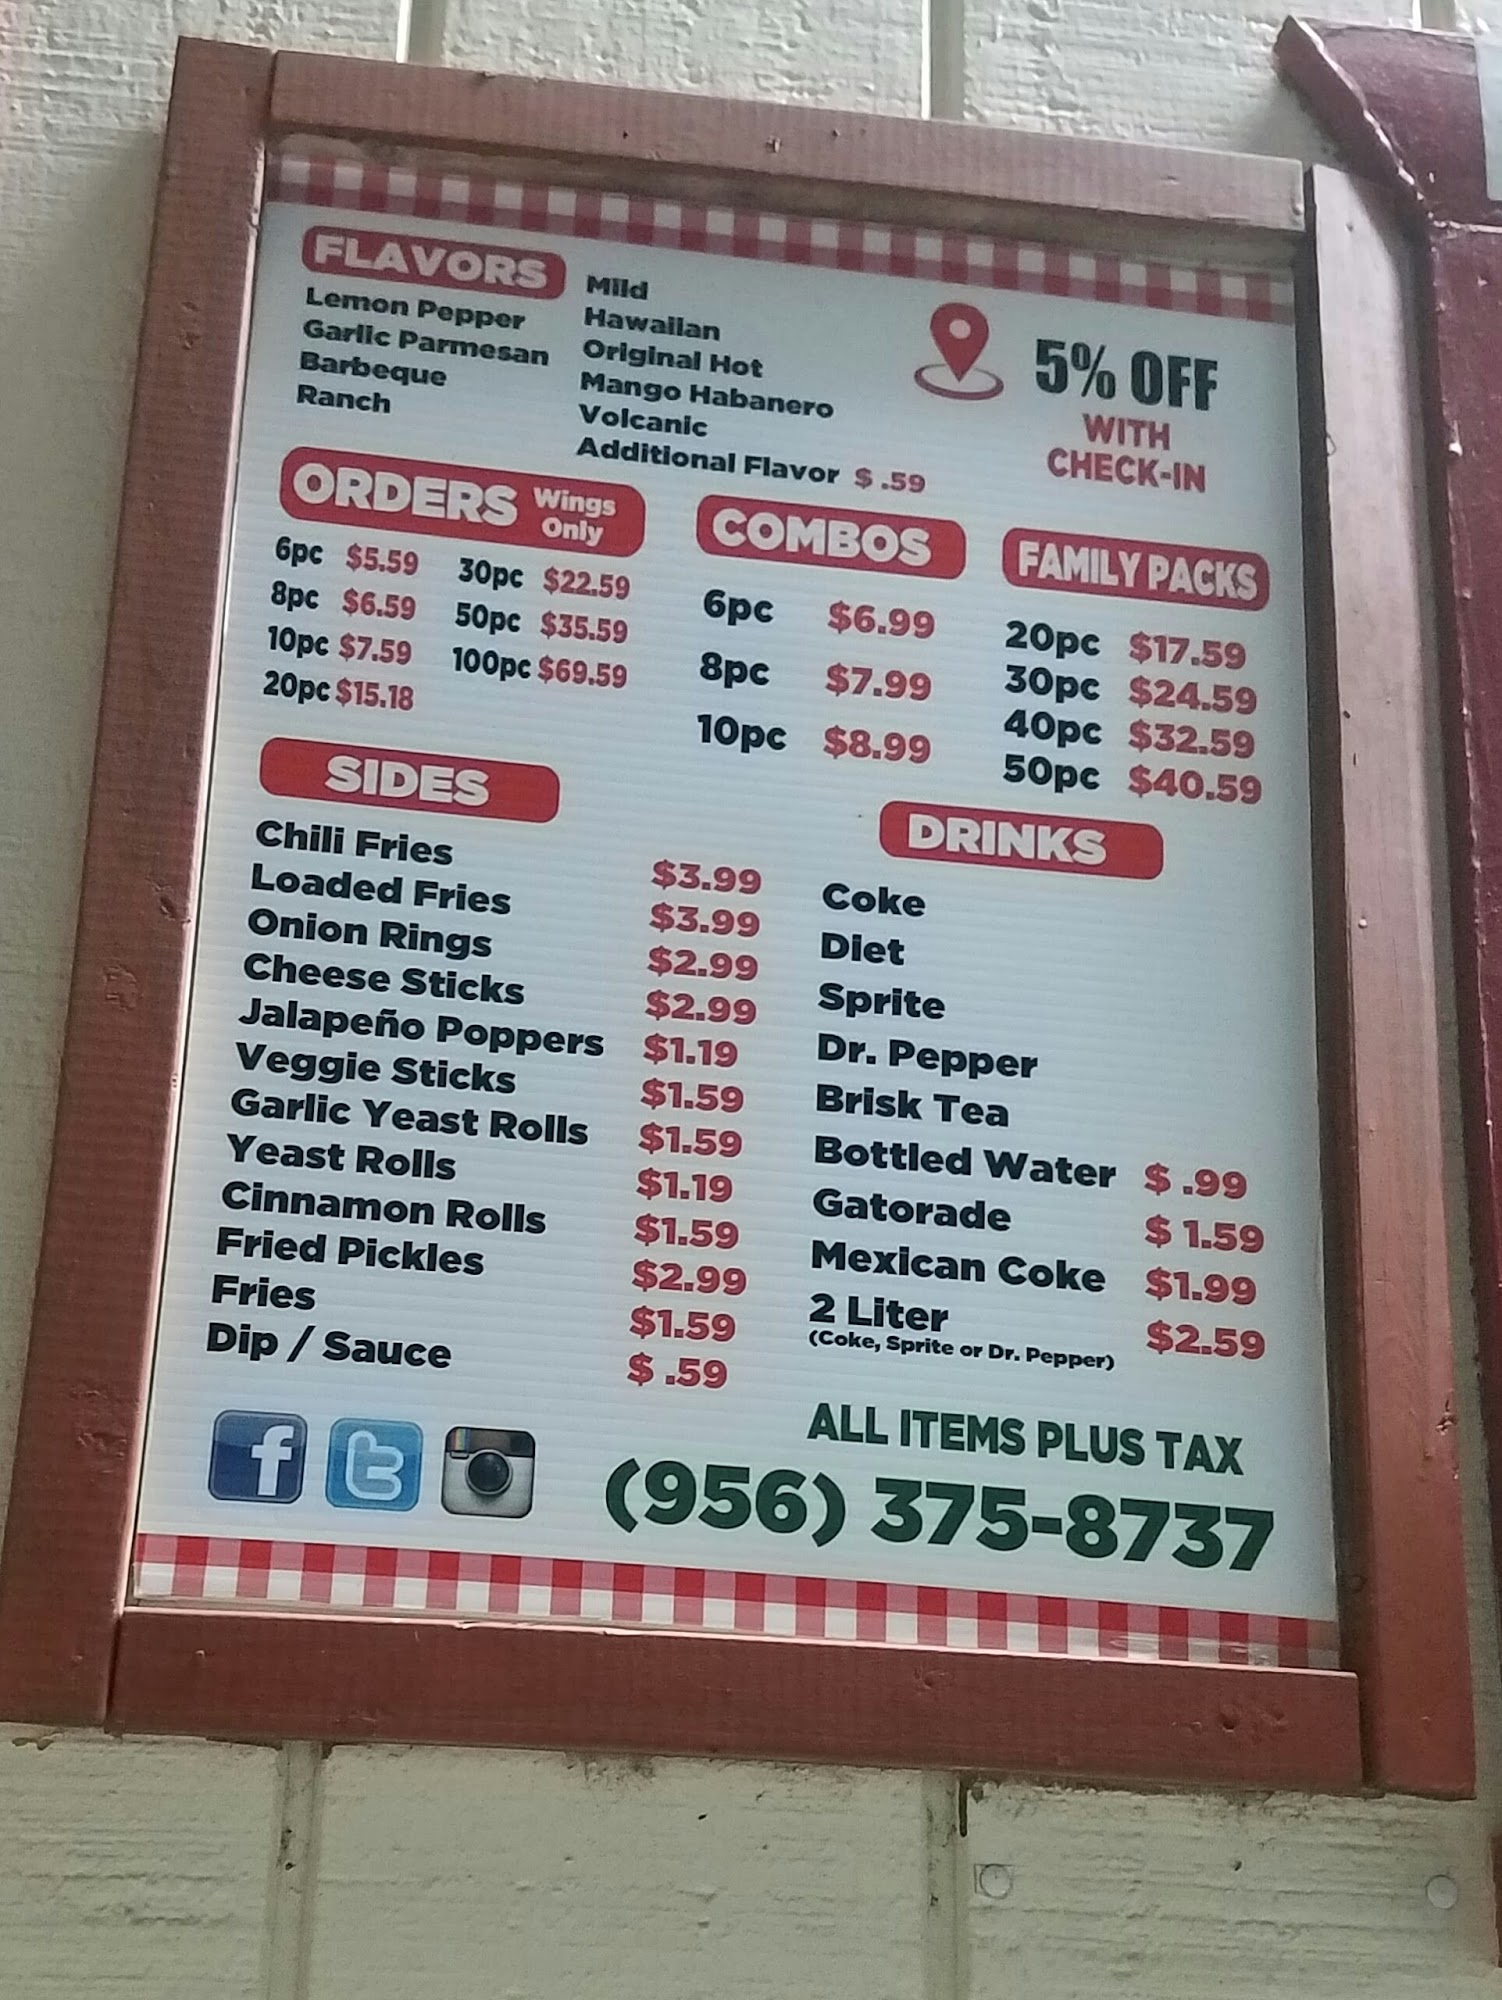 FLAVORS
Lemon Pepper
Garlic Parmesan
Barbeque
Ranch
Mild
Hawaiian
Original Hot
Mango Habanero
Volcanic
Additional Flavor $ .59
5% OFF
WITH
CHECK-IN
ORDERS Wings Only
6pc $5.59
8pc $6.59
10pc $7.59
20pc $15.18
30pc $22.59
50pc $35.59
100pc $69.59
COMBOS
6pc $6.99
8pc $7.99
10pc $8.99
FAMILY PACKS
20pc $17.59
30pc $24.59
40pc $32.59
50pc $40.59
SIDES
Chili Fries $3.99
Loaded Fries $3.99
Onion Rings $2.99
Cheese Sticks $2.99
Jalapeño Poppers $1.19
Veggie Sticks $1.59
Garlic Yeast Rolls $1.59
Yeast Rolls $1.19
Cinnamon Rolls $1.59
Fried Pickles $2.99
Fries $1.59
Dip / Sauce $ .59
DRINKS
Coke
Diet
Sprite
Dr. Pepper
Brisk Tea
Bottled Water $ .99
Gatorade $ 1.59
Mexican Coke $1.99
2 Liter $2.59
(Coke, Sprite or Dr. Pepper)
ALL ITEMS PLUS TAX
(956) 375-8737